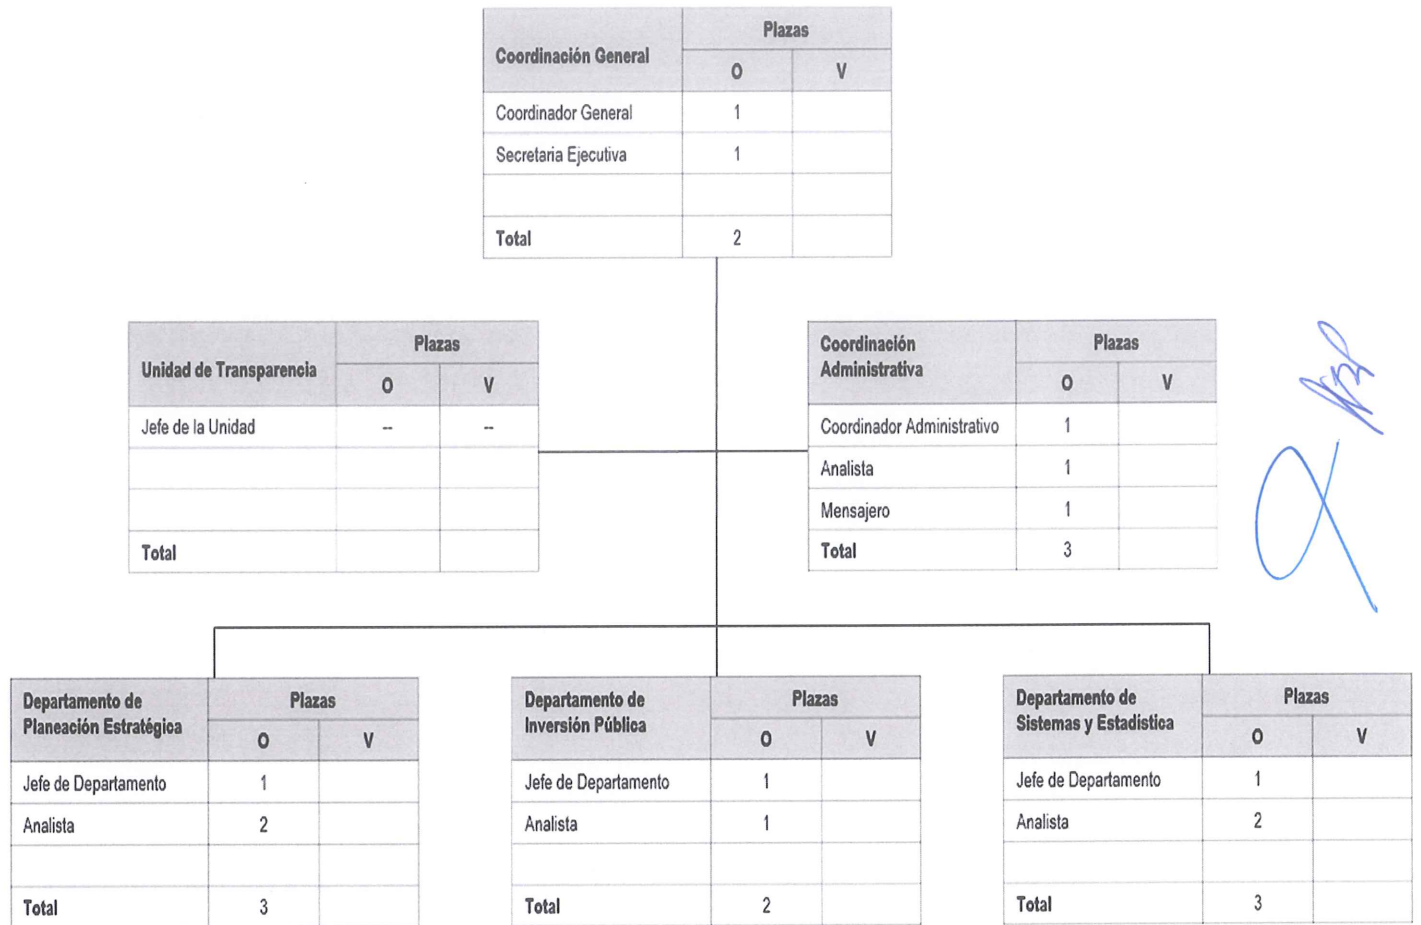 Coordinación General
Plazas
O V
Coordinador General 1
Secretaria Ejecutiva 1
Total 2
Unidad de Transparencia
Plazas
O V
Jefe de la Unidad -- --
Total
Coordinación
Administrativa
Plazas
O V
Coordinador Administrativo 1
Analista 1
Mensajero 1
Total 3
Departamento de
Planeación Estratégica
Plazas
O V
Jefe de Departamento 1
Analista 2
Total 3
Departamento de
Inversión Pública
Plazas
O V
Jefe de Departamento 1
Analista 1
Total 2
Departamento de
Sistemas y Estadistica
Plazas
O V
Jefe de Departamento 1
Analista 2
Total 3